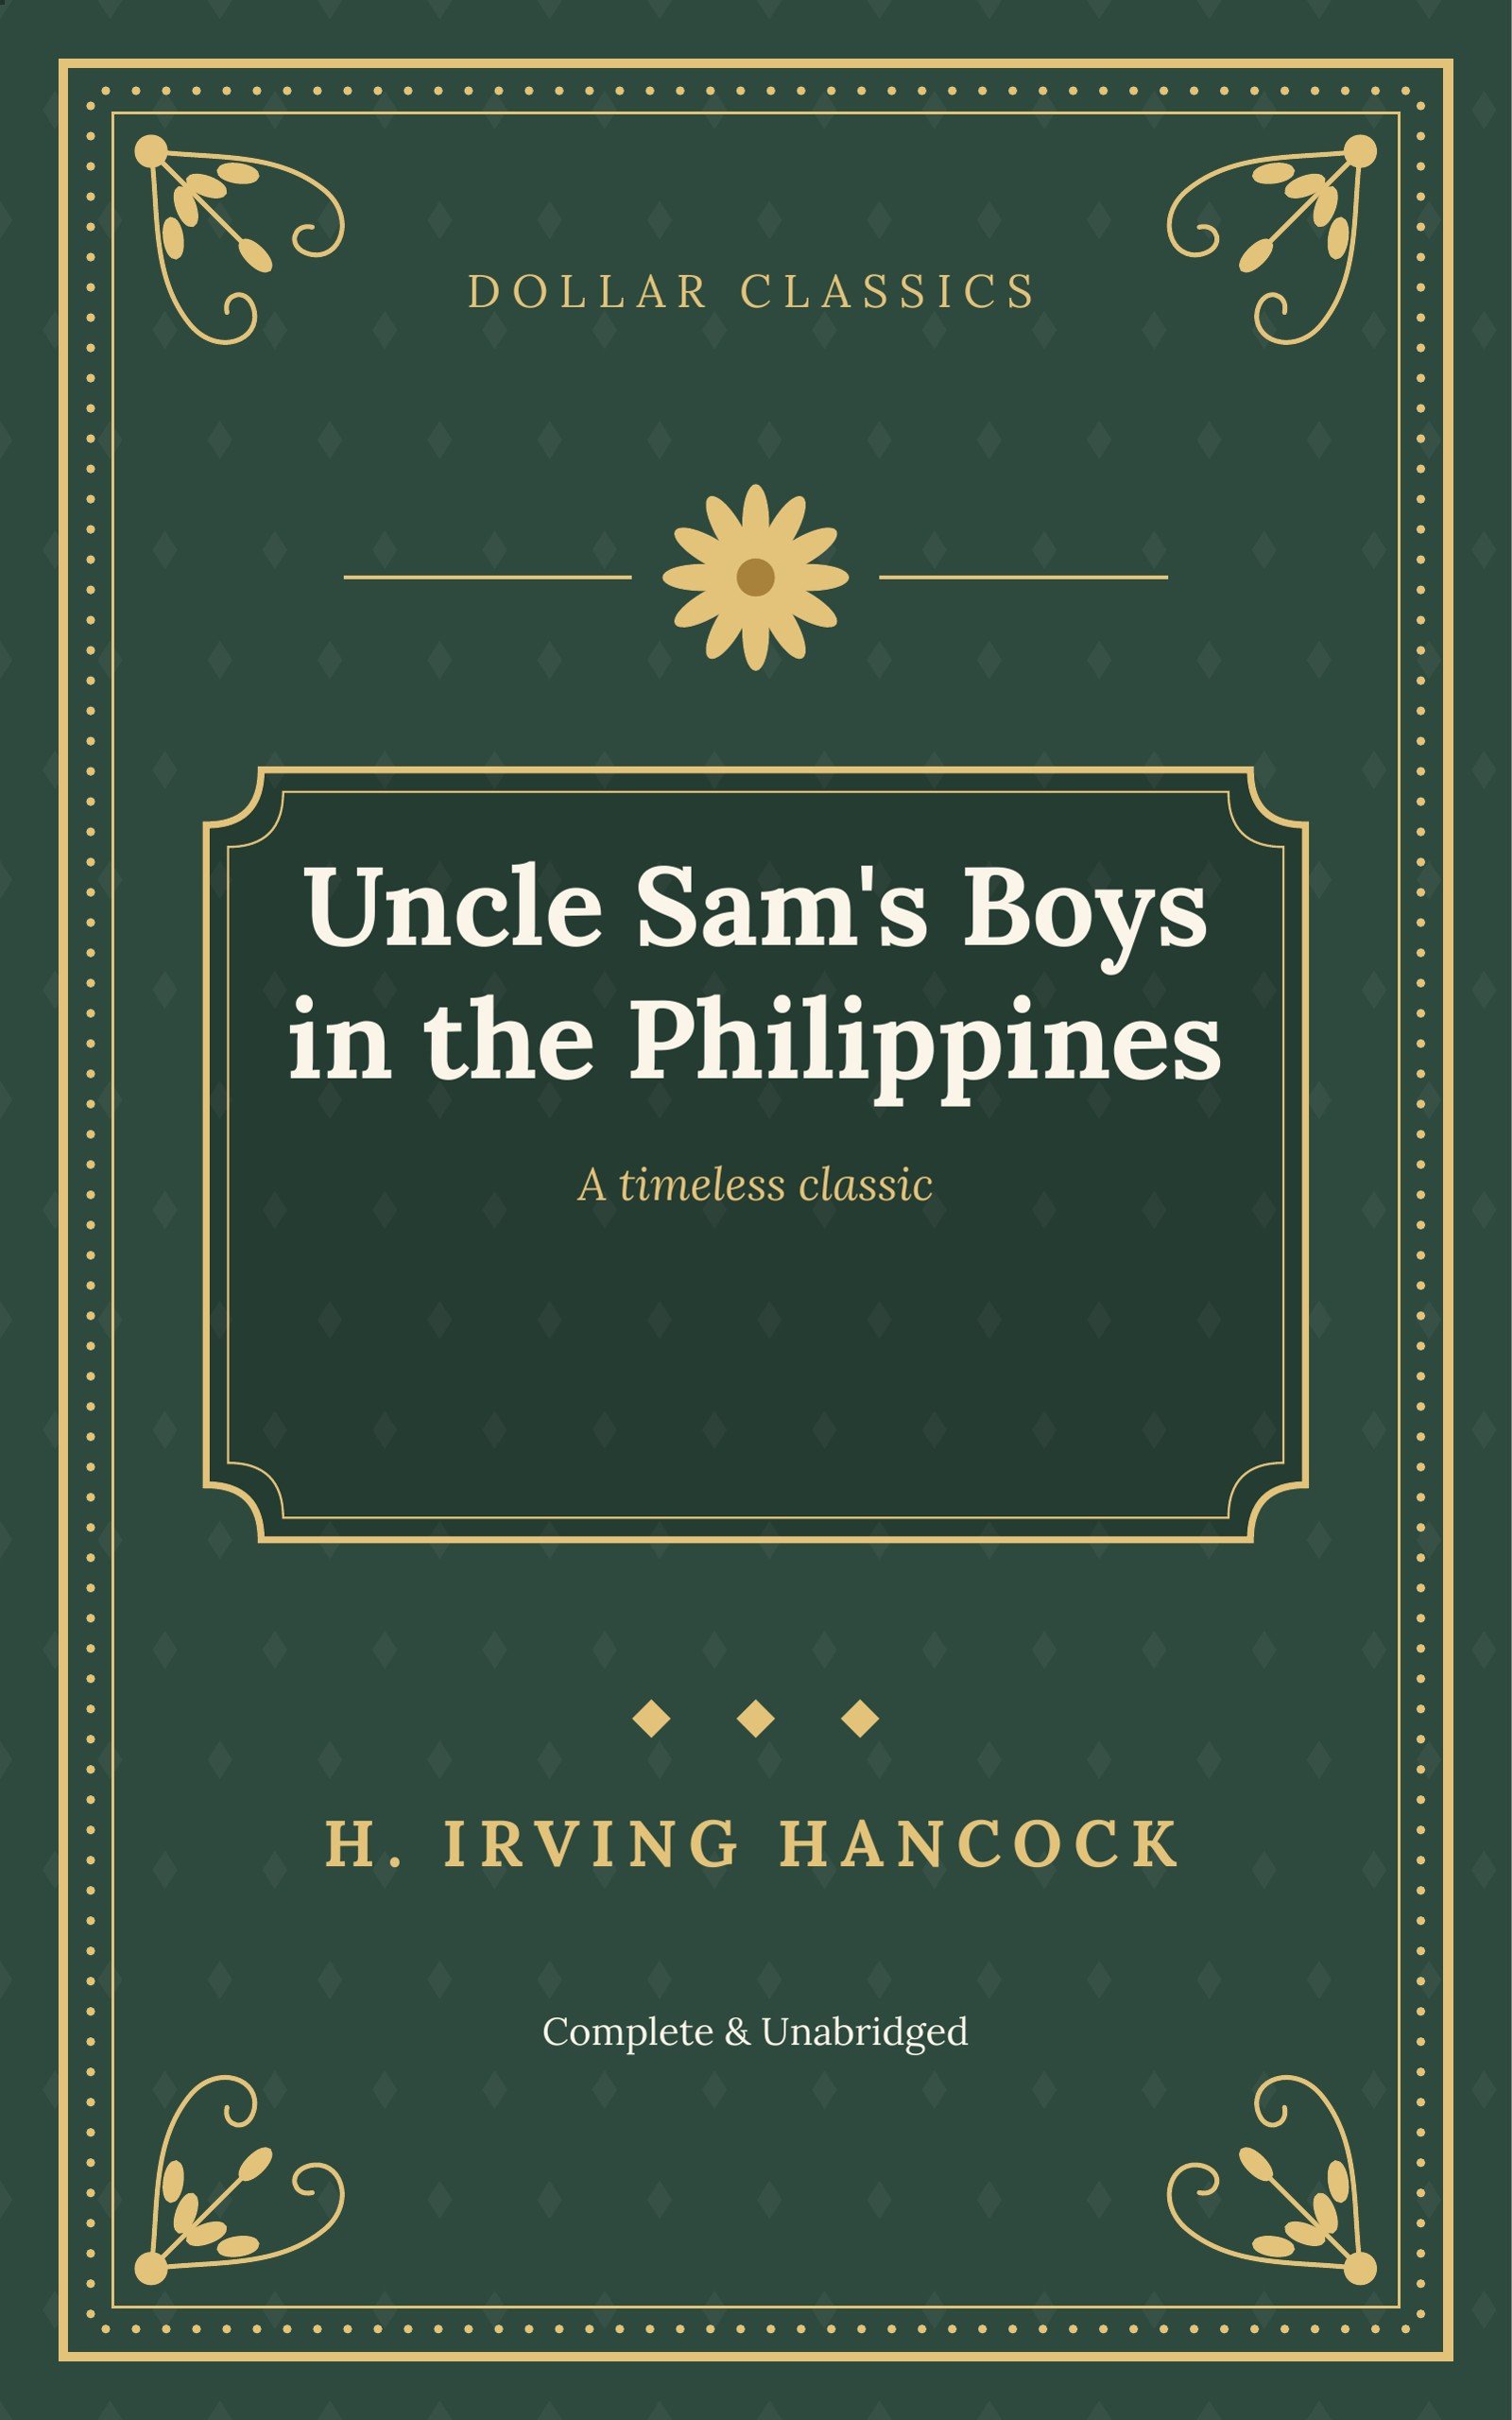 DOLLAR CLASSICS
Uncle Sam's Boys
in the Philippines
A timeless classic
H. IRVING HANCOCK
Complete & Unabridged